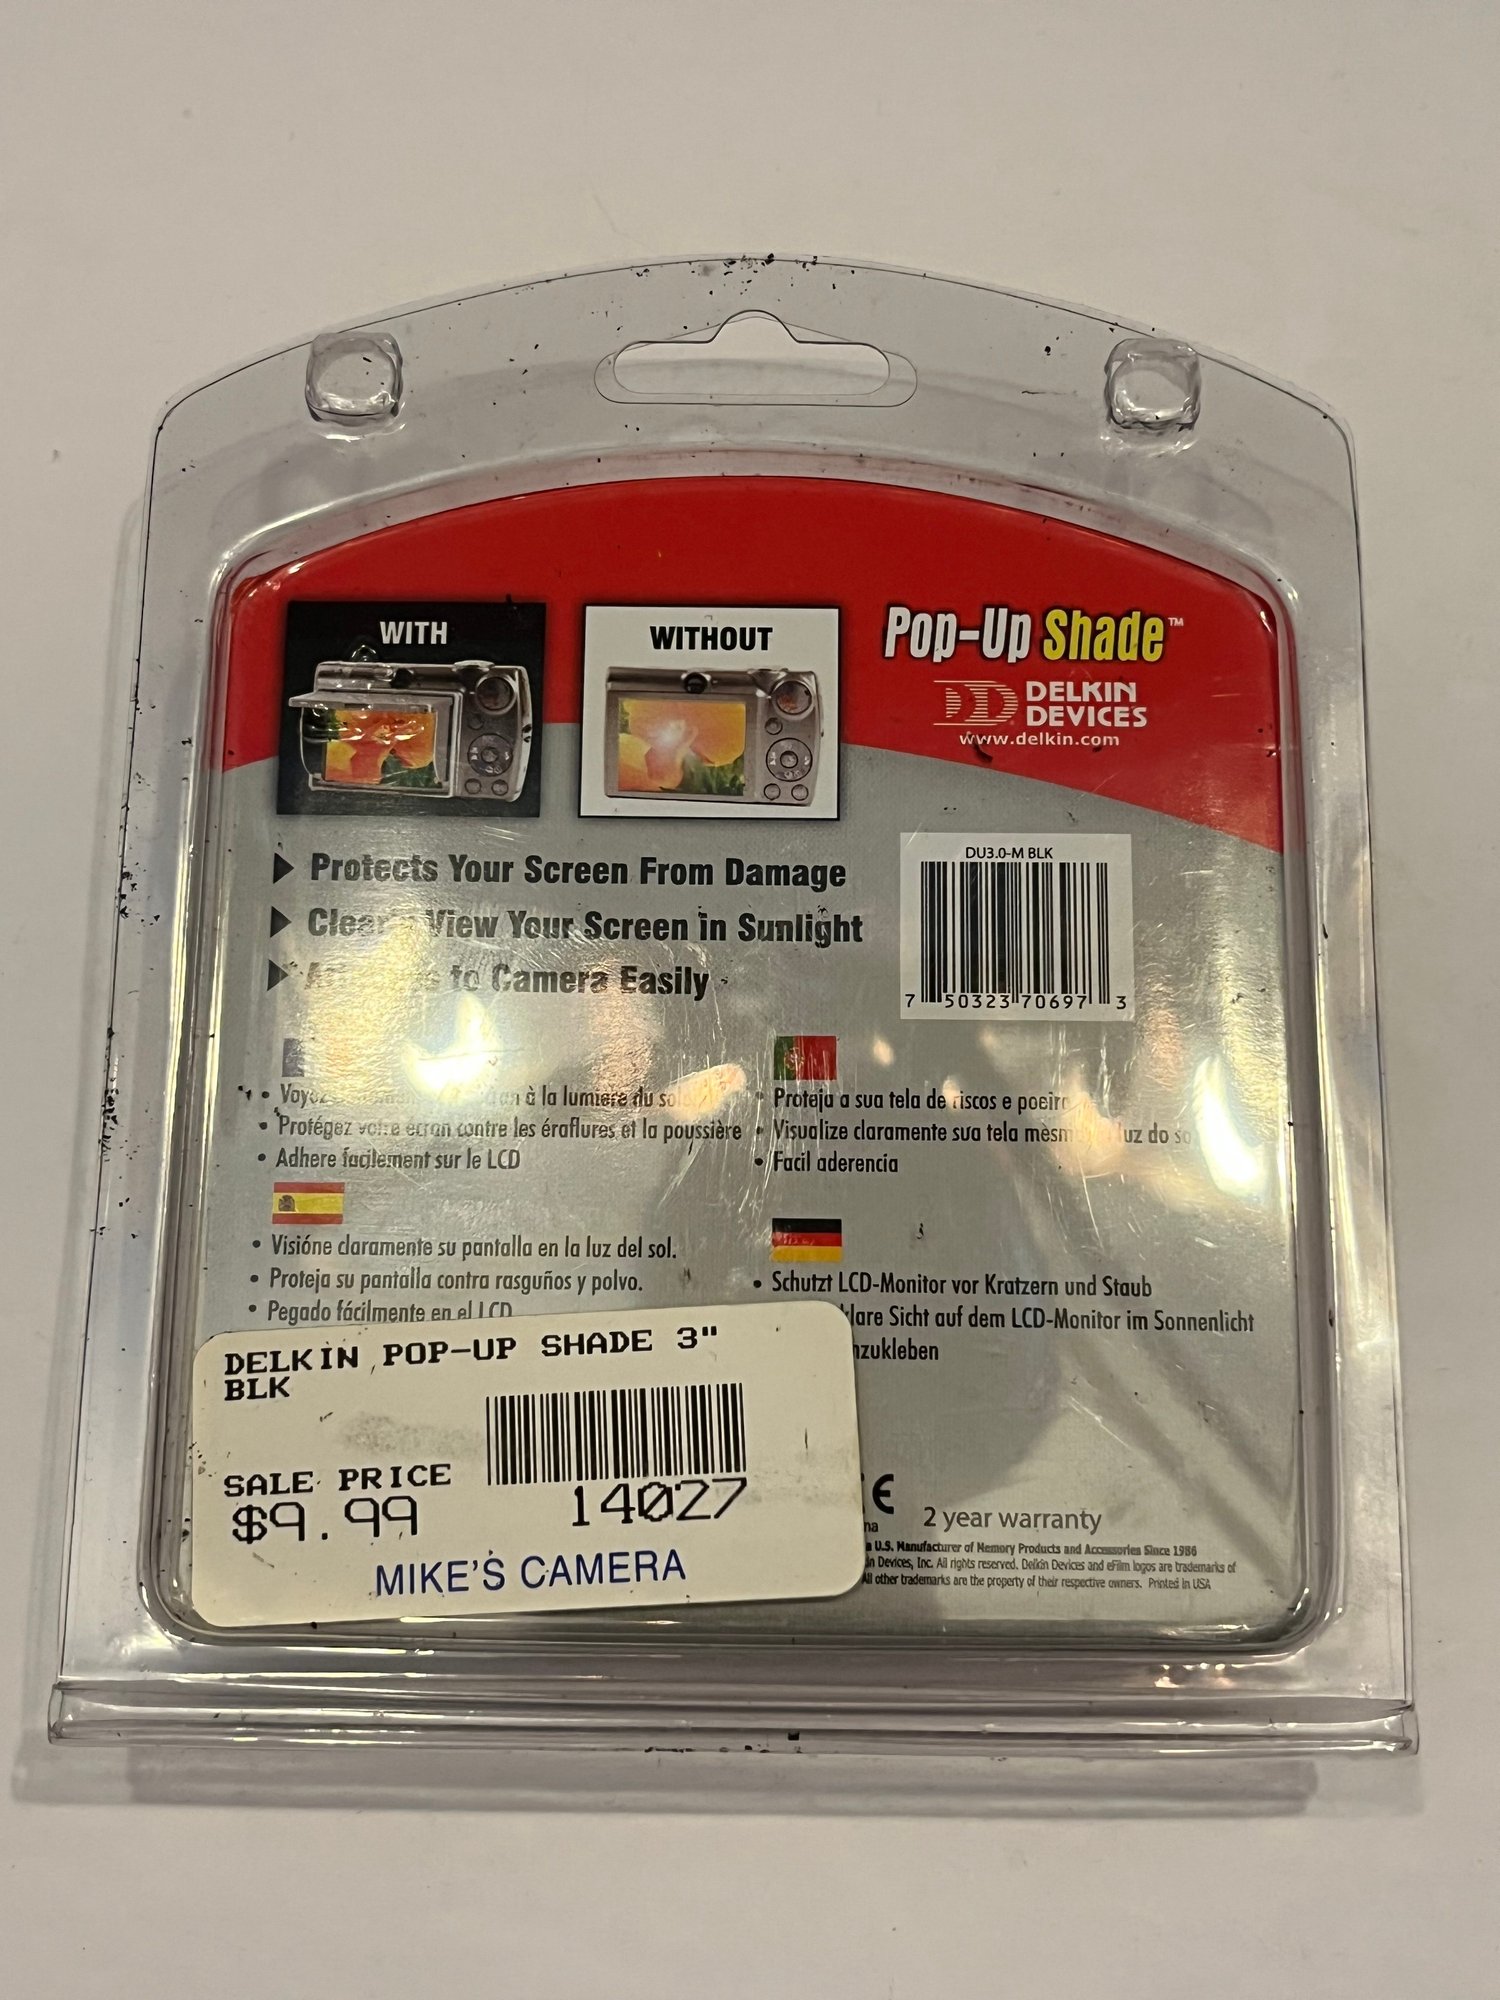 WITH
WITHOUT
Pop-Up Shade™
DELKIN
DEVICES
www.delkin.com
Protects Your Screen From Damage
View Your Screen in Sunlight
to Camera Easily
DU3.0-M BLK
7 50323 70697 3
• à la lumiere du
• Protégez votre écran contre les éraflures et la poussière
• Adhere facilement sur le LCD
• Proteja a sua tela de riscos e
• Visualize claramente sua tela luz do
• Facil aderencia
• Visióne claramente su pantalla en la luz del sol.
• Proteja su pantalla contra rasguños y polvo.
• Pegado fácilmente en el LCD
• Schutzt LCD-Monitor vor Kratzern und Staub
klare Sicht auf dem LCD-Monitor im Sonnenlicht
DELKIN POP-UP SHADE 3"
BLK
SALE PRICE
$9.99
14027
MIKE'S CAMERA
CE
2 year warranty
U.S. Manufacturer of Memory Products and Accessories Since 1986
Devices, Inc. All rights reserved. Delkin Devices and eFilm logos are trademarks of
All other trademarks are the property of their respective owners. Printed in USA